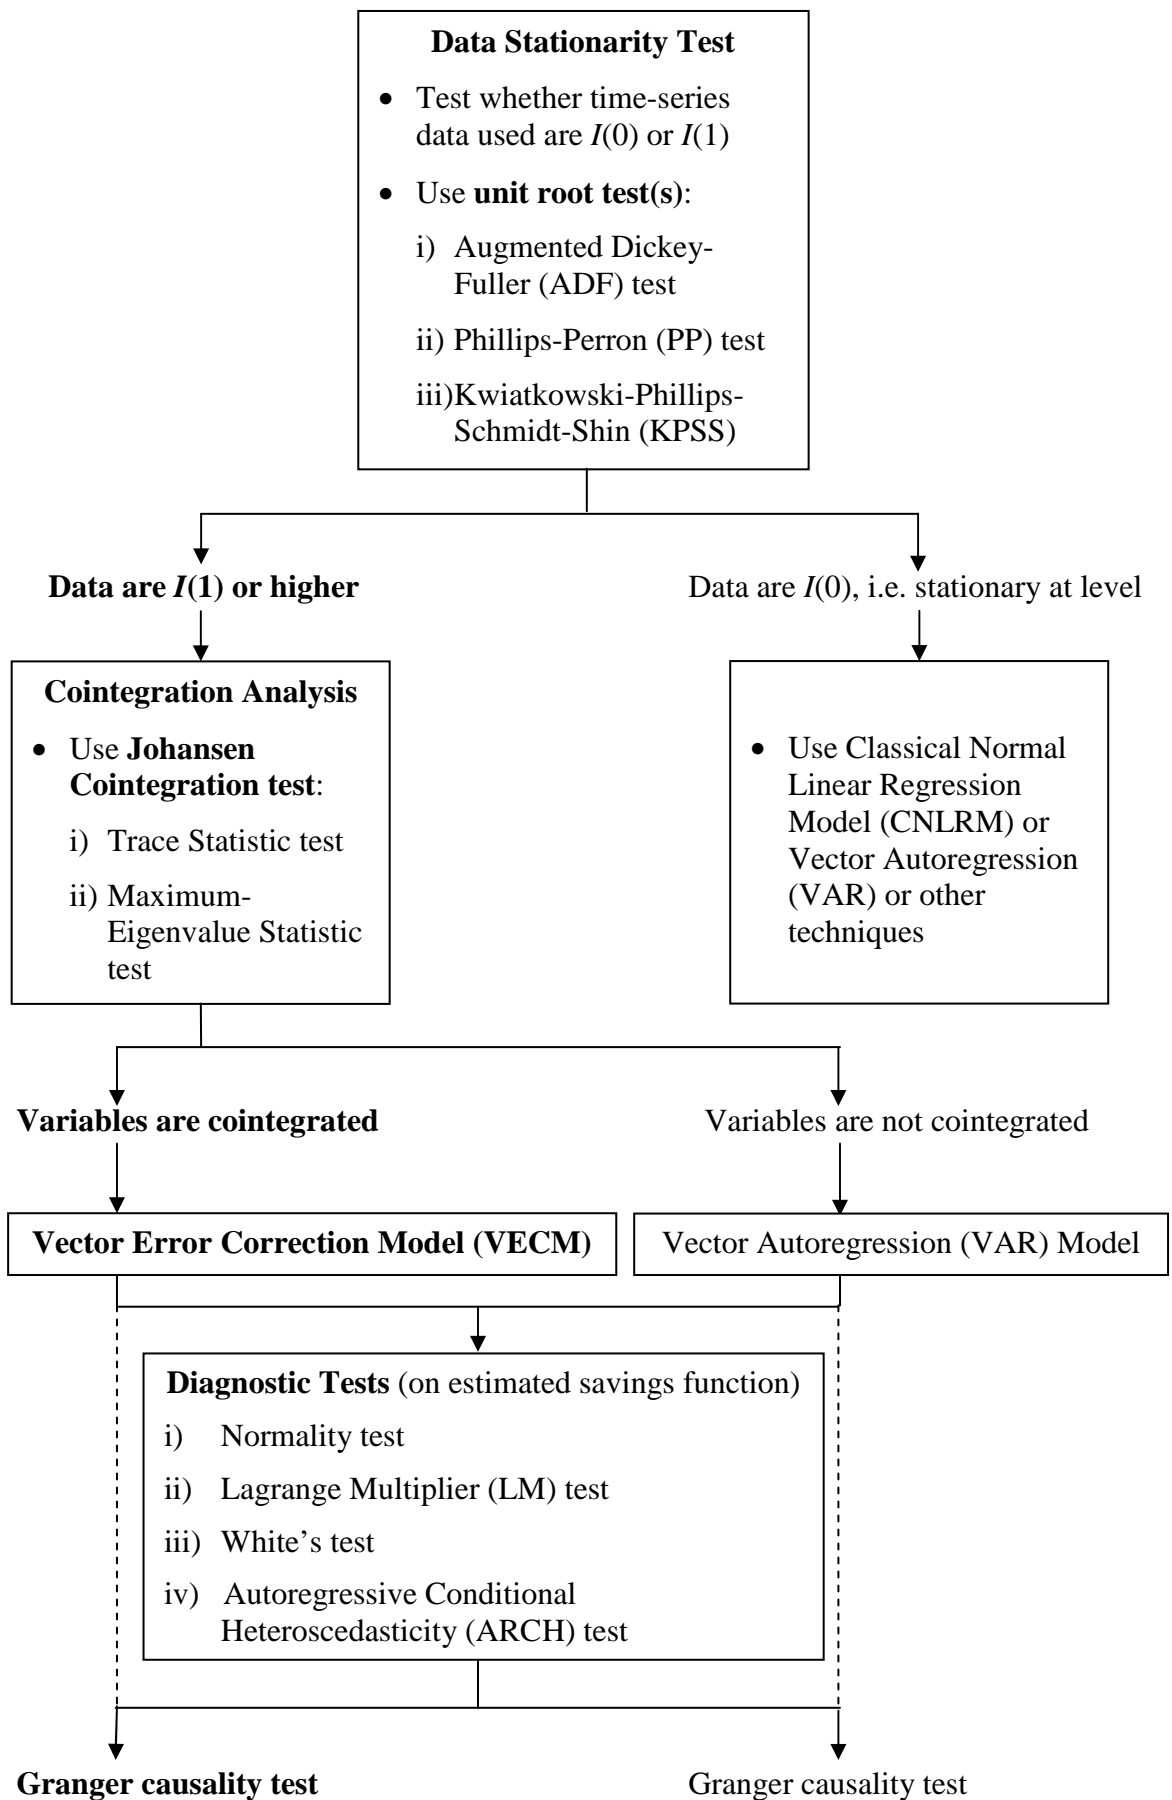 Data Stationarity Test
• Test whether time-series
data used are I(0) or I(1)
• Use unit root test(s):
i) Augmented Dickey-
Fuller (ADF) test
ii) Phillips-Perron (PP) test
iii)Kwiatkowski-Phillips-
Schmidt-Shin (KPSS)
Data are I(1) or higher
Data are I(0), i.e. stationary at level
Cointegration Analysis
• Use Johansen
Cointegration test:
i) Trace Statistic test
ii) Maximum-
Eigenvalue Statistic
test
• Use Classical Normal
Linear Regression
Model (CNLRM) or
Vector Autoregression
(VAR) or other
techniques
Variables are cointegrated
Variables are not cointegrated
Vector Error Correction Model (VECM)
Vector Autoregression (VAR) Model
Diagnostic Tests (on estimated savings function)
i) Normality test
ii) Lagrange Multiplier (LM) test
iii) White’s test
iv) Autoregressive Conditional
Heteroscedasticity (ARCH) test
Granger causality test
Granger causality test